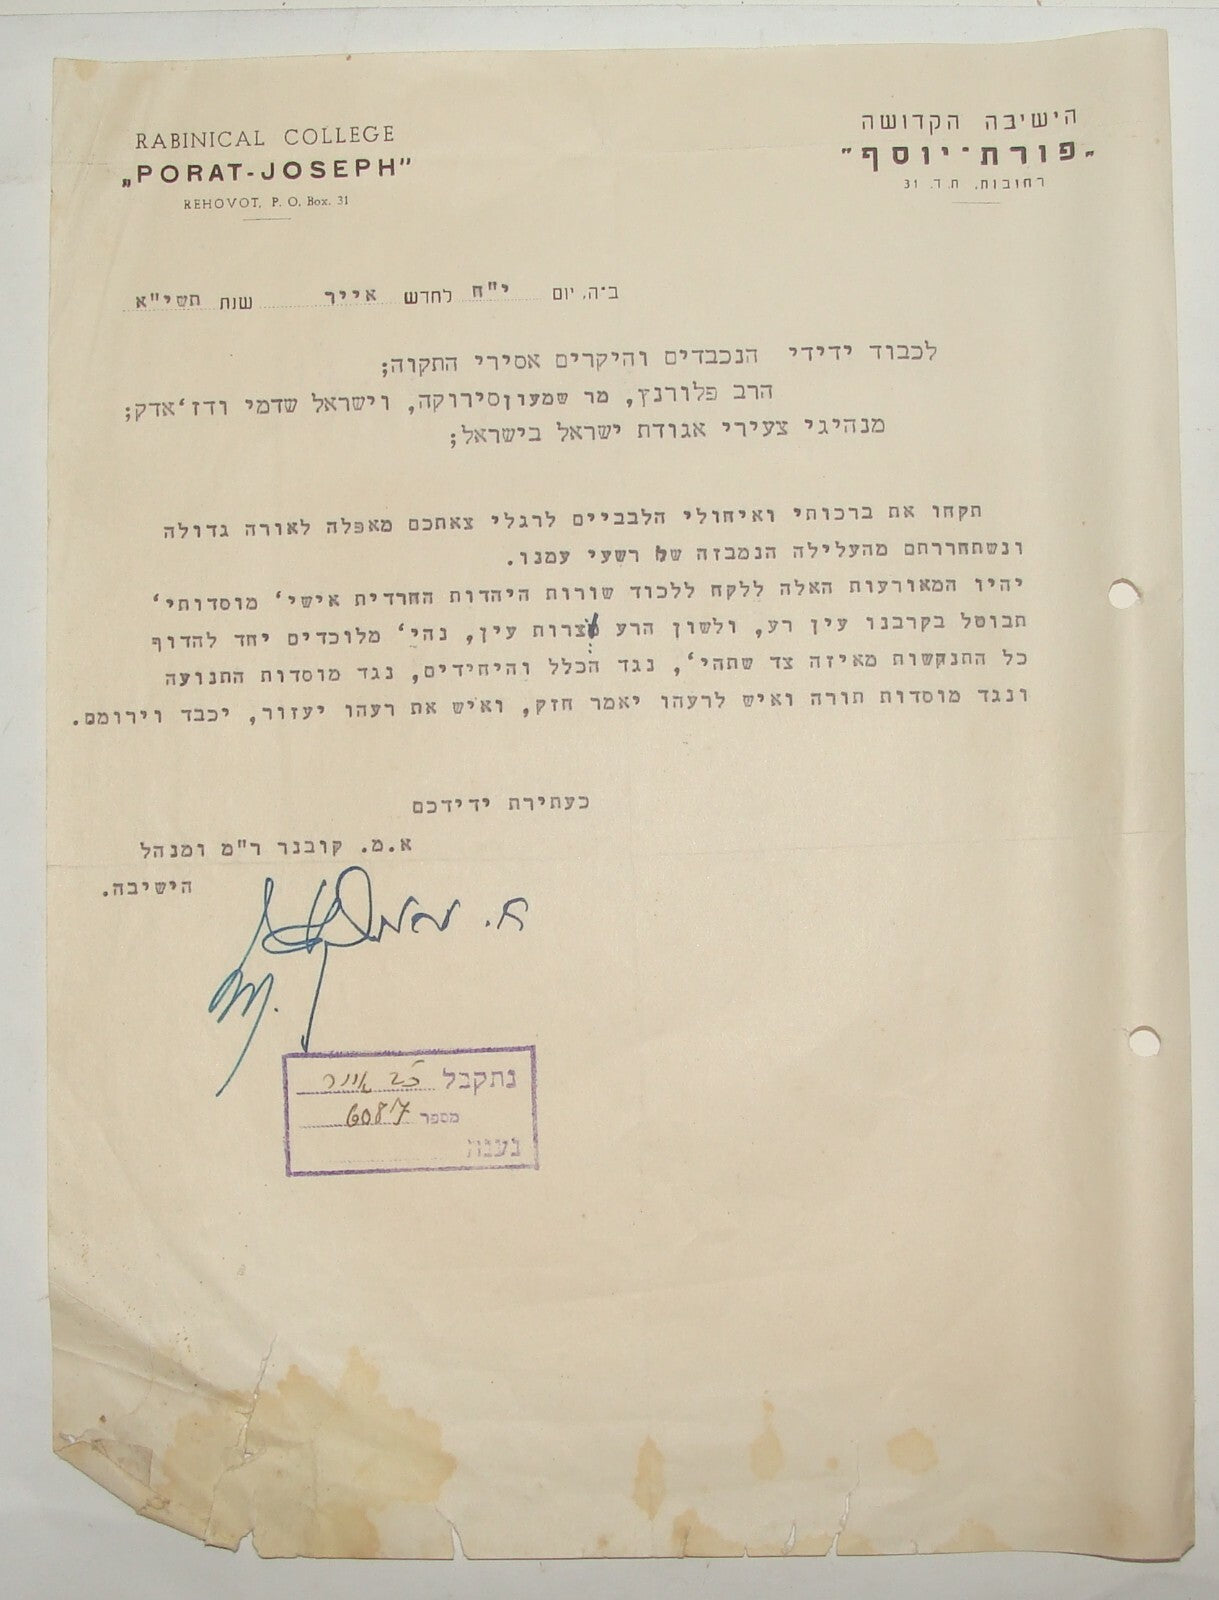 RABINICAL COLLEGE
„PORAT-JOSEPH"
REHOVOT, P. O. Box. 31
הישיבה הקדושה
"פורת־יוסף"
רחובות, ת.ד. 31
ב״ה, יום י"ח לחדש אייר שנת תשי"א
לכבוד ידידי הנכבדים והיקרים אסירי התקוה;
הרב פלורנץ, מר שמעון סירוקה, וישראל שדמי ודז'אדק;
מנהיגי צעירי אגודת ישראל בישראל;
תקחו את ברכותי ואיחולי הלבביים לרגלי צאתכם מאפלה לאורה גדולה
ונשתחררתם מהעלילה הנמבזה של רשעי עמנו.
יהיו המאורעות האלה ללקח ללכוד שורות היהדות החרדית אישי' מוסדותי'
תבוטל בקרבנו עין רע, ולשון הרע וצרות עין, נהי' מלוכדים יחד להדוף
כל התנקשות מאיזה צד שתהי', נגד הכלל והיחידים, נגד מוסדות התנועה
ונגד מוסדות תורה ואיש לרעהו יאמר חזק, ואיש את רעהו יעזור, יכבד וירומם.
כעתירת ידידכם
א.מ. קובנר ר"מ ומנהל
הישיבה.
נתקבל כ"ב אייר
מספר 6087
נענה